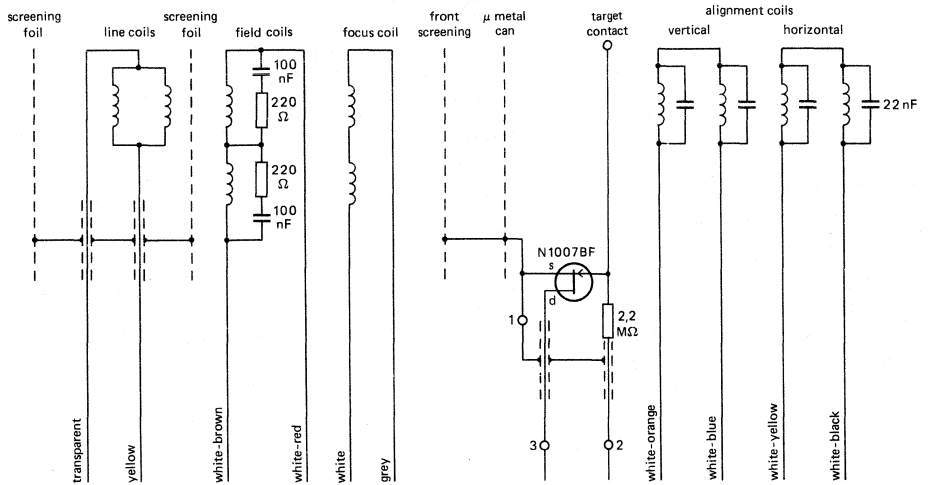 screening
foil
line coils
screening
foil
field coils
focus coil
front
screening
μ metal
can
target
contact
alignment coils
vertical
horizontal
100
nF
220
Ω
220
Ω
100
nF
22 nF
N1007BF
s
d
1
2,2
MΩ
3
2
transparent
yellow
white-brown
white-red
white
grey
white-orange
white-blue
white-yellow
white-black